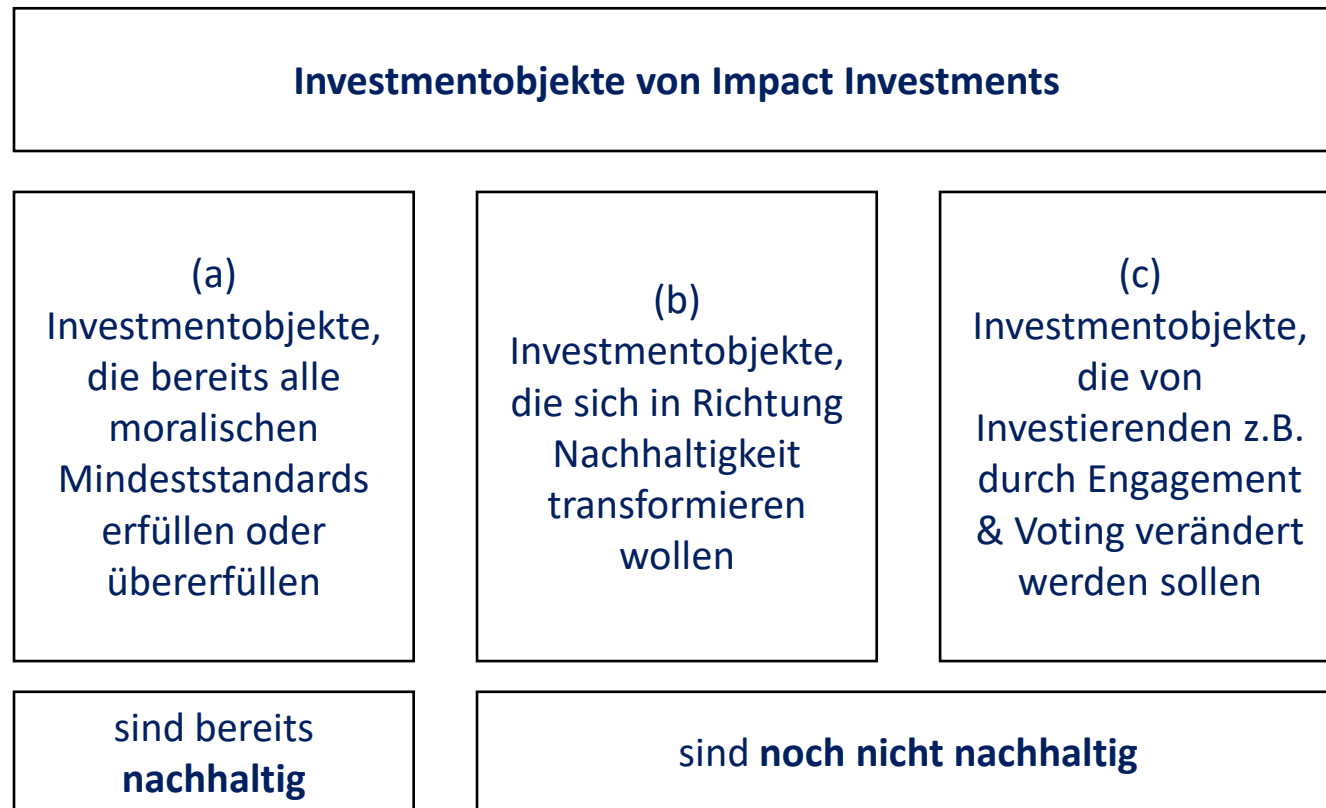 Investmentobjekte von Impact Investments
(a)
Investmentobjekte,
die bereits alle
moralischen
Mindeststandards
erfüllen oder
übererfüllen
(b)
Investmentobjekte,
die sich in Richtung
Nachhaltigkeit
transformieren
wollen
(c)
Investmentobjekte,
die von
Investierenden z.B.
durch Engagement
& Voting verändert
werden sollen
sind bereits
nachhaltig
sind noch nicht nachhaltig